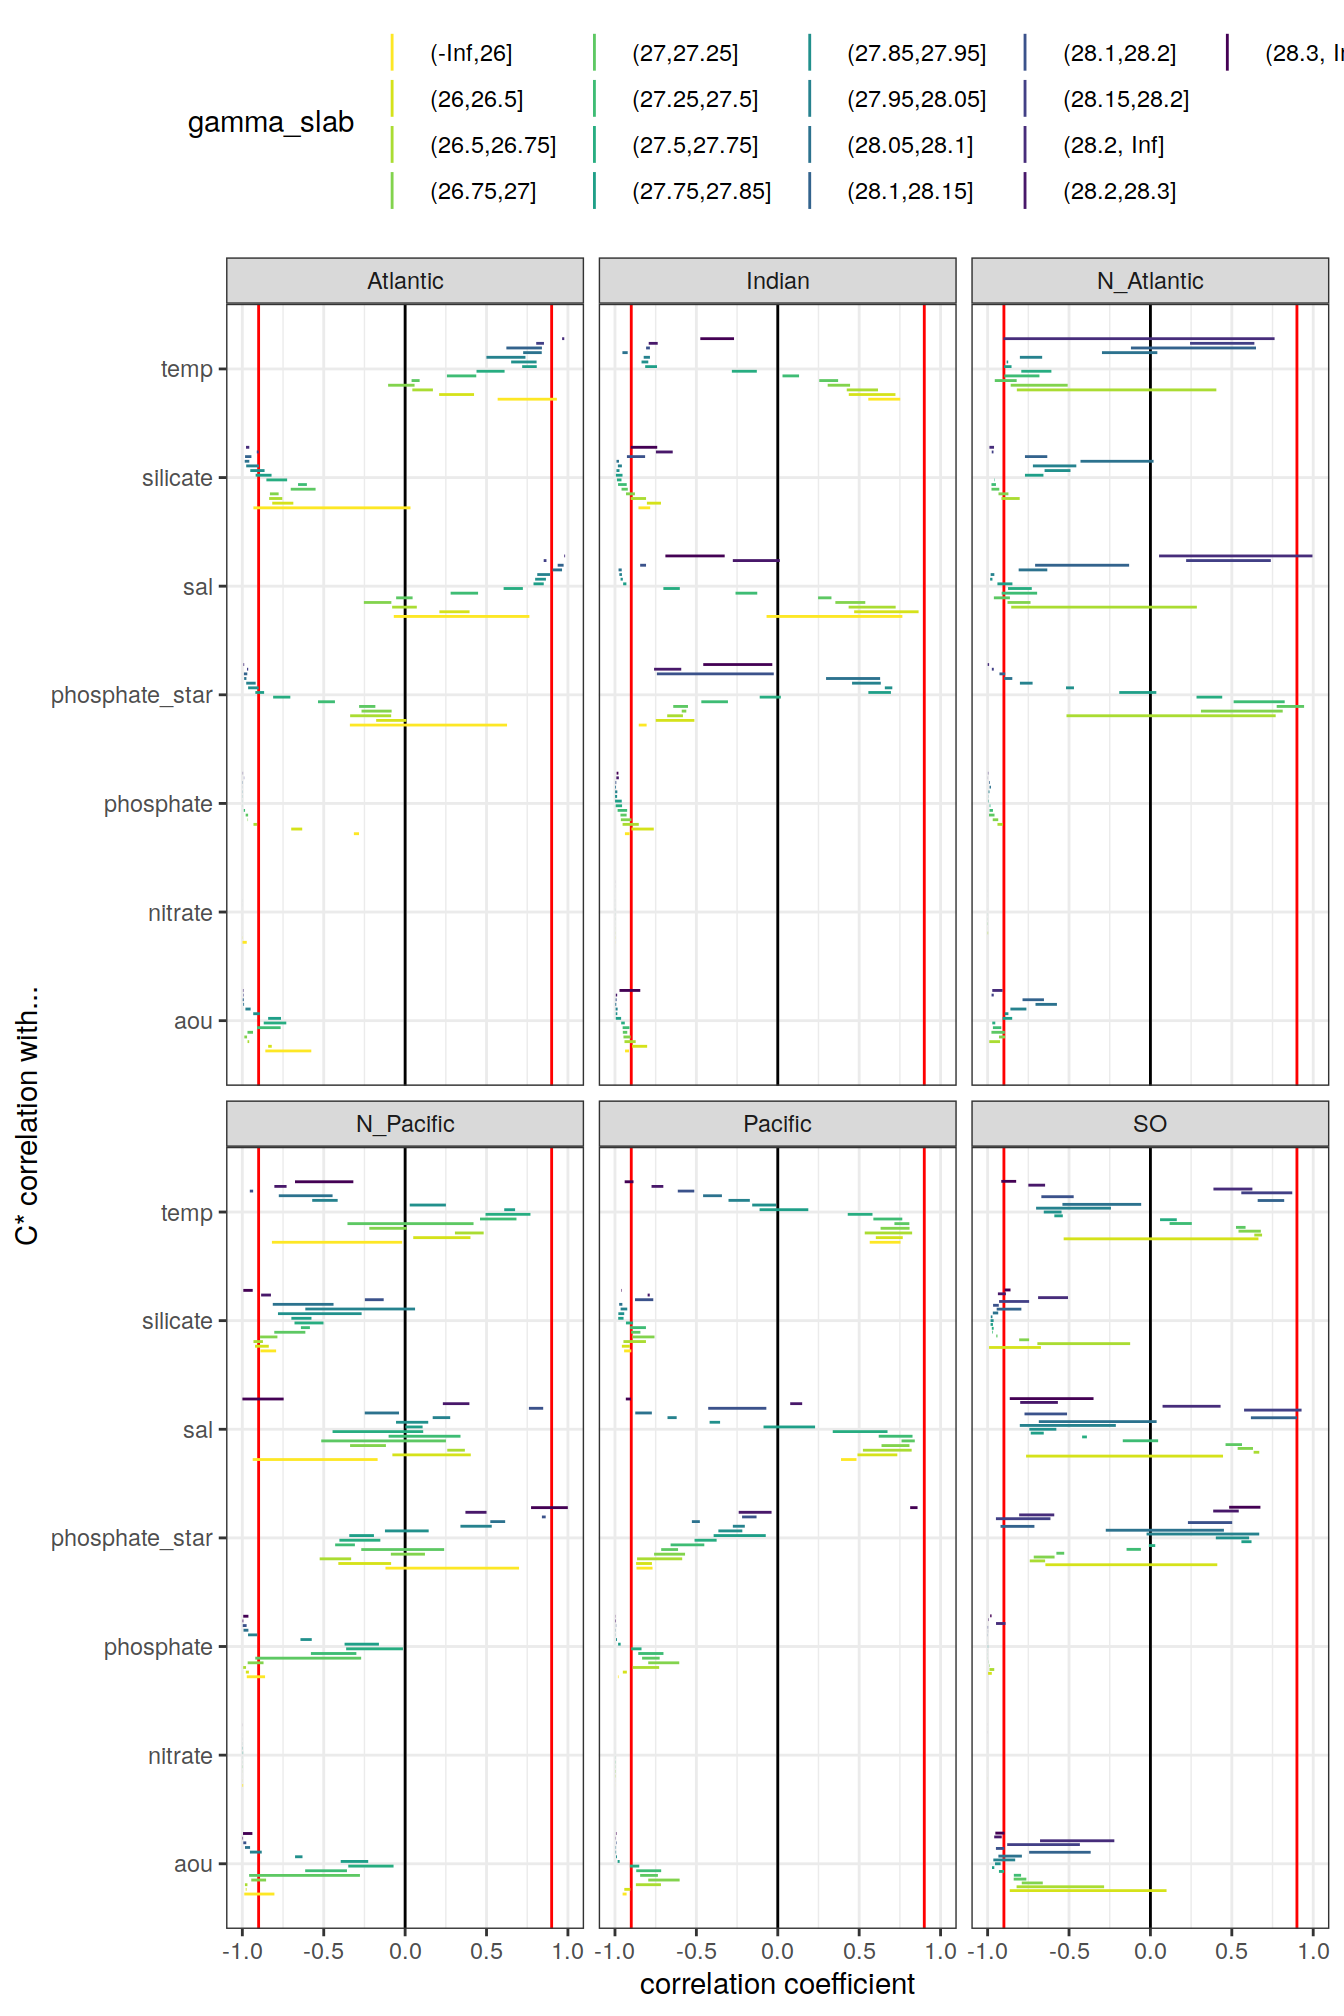 gamma_slab
(-Inf,26] (27,27.25] (27.85,27.95] (28.1,28.2] (28.3, I
(26,26.5] (27.25,27.5] (27.95,28.05] (28.15,28.2]
(26.5,26.75] (27.5,27.75] (28.05,28.1] (28.2, Inf]
(26.75,27] (27.75,27.85] (28.1,28.15] (28.2,28.3]
Atlantic Indian N_Atlantic
temp
silicate
sal
phosphate_star
phosphate
nitrate
aou
C* correlation with...
N_Pacific Pacific SO
temp
silicate
sal
phosphate_star
phosphate
nitrate
aou
-1.0 -0.5 0.0 0.5 1.0 -1.0 -0.5 0.0 0.5 1.0 -1.0 -0.5 0.0 0.5 1.0
correlation coefficient